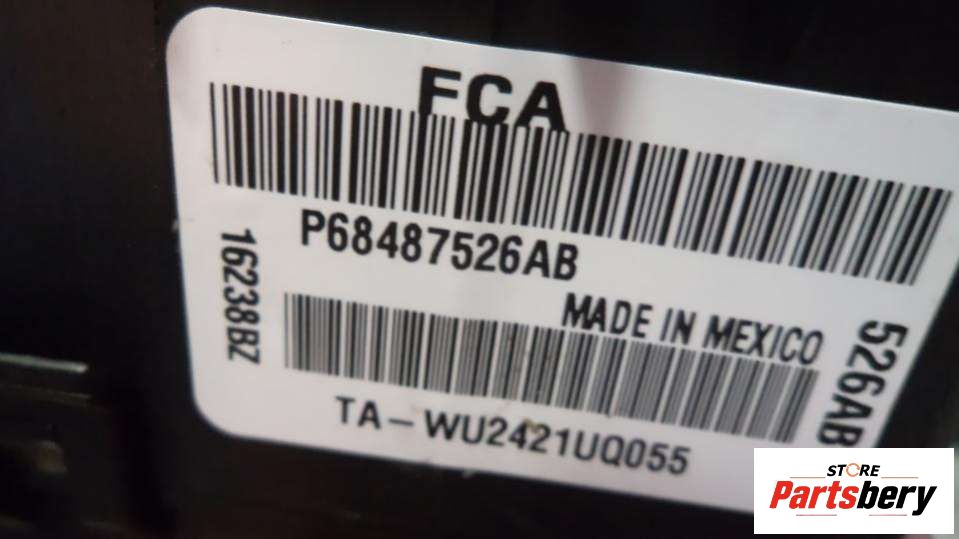 FCA
P68487526AB
16238BZ
MADE IN MEXICO
526AB
TA-WU2421UQ055
STORE
Partsbery